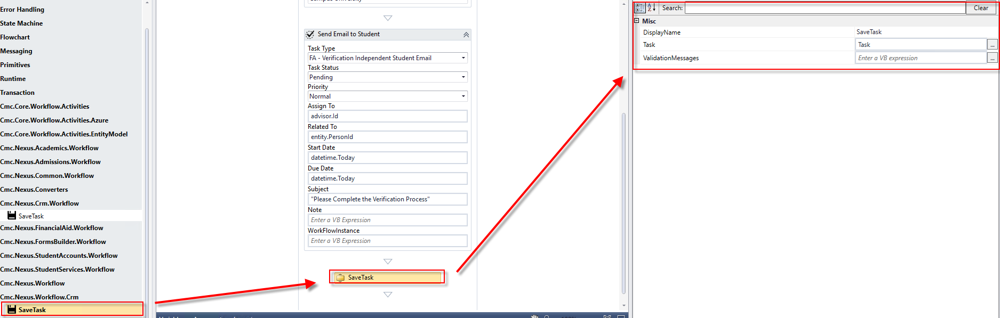 Error Handling
State Machine
Flowchart
Messaging
Primitives
Runtime
Transaction
Cmc.Core.Workflow.Activities
Cmc.Core.Workflow.Activities.Azure
Cmc.Core.Workflow.Activities.EntityModel
Cmc.Nexus.Academics.Workflow
Cmc.Nexus.Admissions.Workflow
Cmc.Nexus.Common.Workflow
Cmc.Nexus.Converters
Cmc.Nexus.Crm.Workflow
SaveTask
Cmc.Nexus.FinancialAid.Workflow
Cmc.Nexus.FormsBuilder.Workflow
Cmc.Nexus.StudentAccounts.Workflow
Cmc.Nexus.StudentServices.Workflow
Cmc.Nexus.Workflow
Cmc.Nexus.Workflow.Crm
SaveTask
Send Email to Student
Task Type
FA - Verification Independent Student Email
Task Status
Pending
Priority
Normal
Assign To
advisor.Id
Related To
entity.PersonId
Start Date
datetime.Today
Due Date
datetime.Today
Subject
"Please Complete the Verification Process"
Note
Enter a VB Expression
WorkFlowInstance
Enter a VB Expression
SaveTask
Search: Clear
Misc
DisplayName SaveTask
Task Task ...
ValidationMessages Enter a VB expression ...